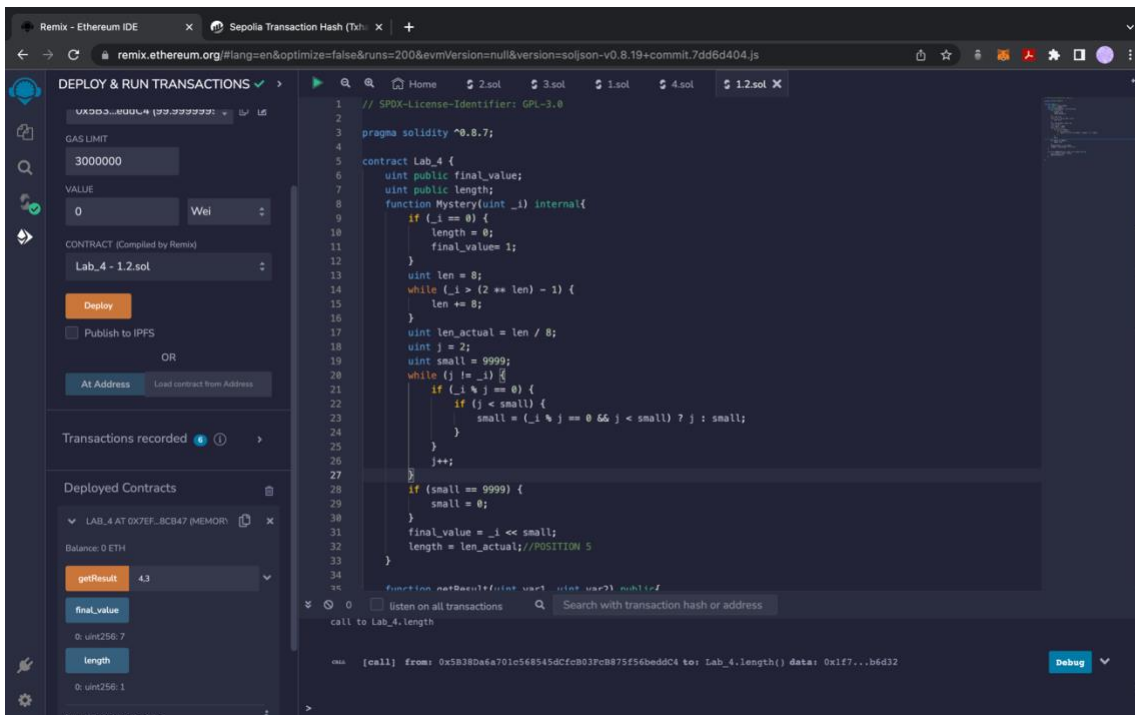 Remix - Ethereum IDE
Sepolia Transaction Hash (Txh
remix.ethereum.org/#lang=en&optimize=false&runs=200&evmVersion=null&version=soljson-v0.8.19+commit.7dd6d404.js
DEPLOY & RUN TRANSACTIONS
0x5B3...eddC4 (99.999999
GAS LIMIT
3000000
VALUE
0
Wei
CONTRACT (Compiled by Remix)
Lab_4 - 1.2.sol
Deploy
Publish to IPFS
OR
At Address
Load contract from Address
Transactions recorded 6
Deployed Contracts
LAB_4 AT 0X7EF...8CB47 (MEMORY
Balance: 0 ETH
getResult 4,3
final_value
0: uint256: 7
length
0: uint256: 1
Home 2.sol 3.sol 1.sol 4.sol 1.2.sol
1 // SPDX-License-Identifier: GPL-3.0
2
3 pragma solidity ^0.8.7;
4
5 contract Lab_4 {
6 uint public final_value;
7 uint public length;
8 function Mystery(uint _i) internal{
9 if (_i == 0) {
10 length = 0;
11 final_value= 1;
12 }
13 uint len = 8;
14 while (_i > (2 ** len) - 1) {
15 len += 8;
16 }
17 uint len_actual = len / 8;
18 uint j = 2;
19 uint small = 9999;
20 while (j != _i) {
21 if (_i % j == 0) {
22 if (j < small) {
23 small = (_i % j == 0 && j < small) ? j : small;
24 }
25 }
26 j++;
27 }
28 if (small == 9999) {
29 small = 0;
30 }
31 final_value = _i << small;
32 length = len_actual;//POSITION 5
33 }
34
35 function getResult(uint var1, uint var2) public{
0
listen on all transactions
Search with transaction hash or address
call to Lab_4.length
CALL [call] from: 0x5B38Da6a701c568545dCfcB03FcB875f56beddC4 to: Lab_4.length() data: 0x1f7...b6d32
Debug
>